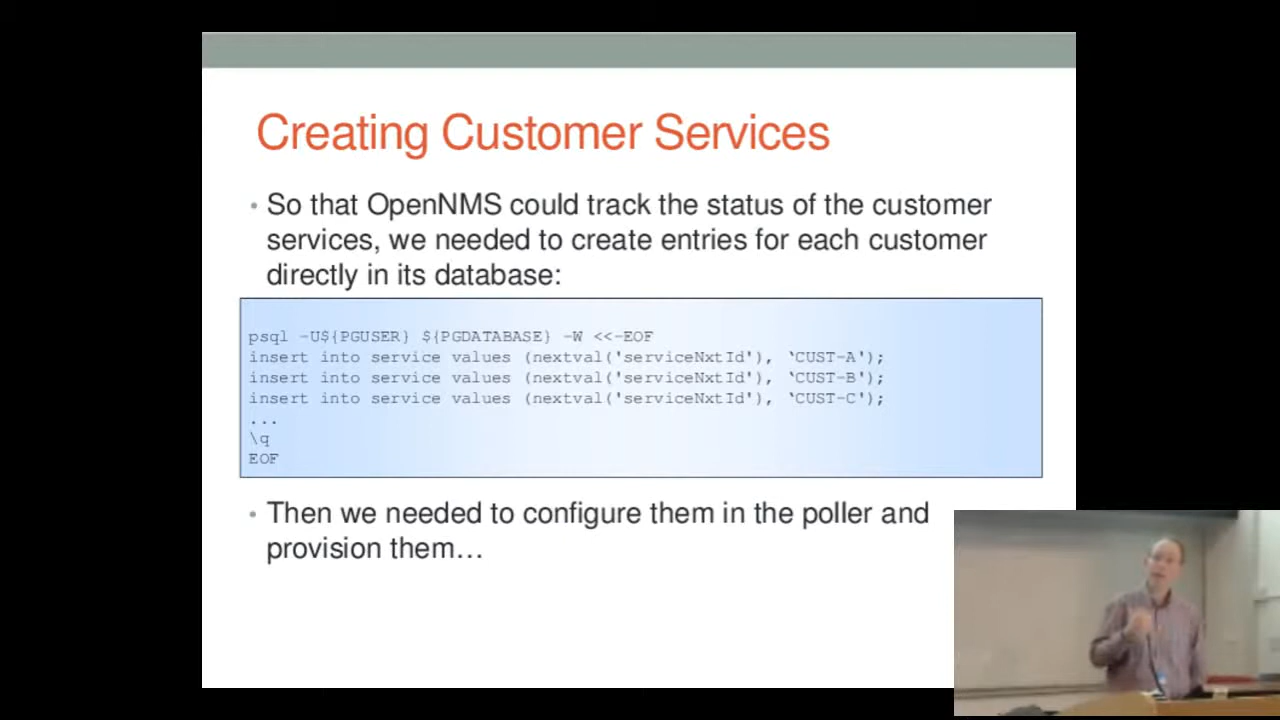 Creating Customer Services
• So that OpenNMS could track the status of the customer
services, we needed to create entries for each customer
directly in its database:
psql -U${PGUSER} ${PGDATABASE} -W <<-EOF
insert into service values (nextval('serviceNxtId'), ‘CUST-A');
insert into service values (nextval('serviceNxtId'), ‘CUST-B');
insert into service values (nextval('serviceNxtId'), ‘CUST-C');
...
\q
EOF
• Then we needed to configure them in the poller and
provision them…